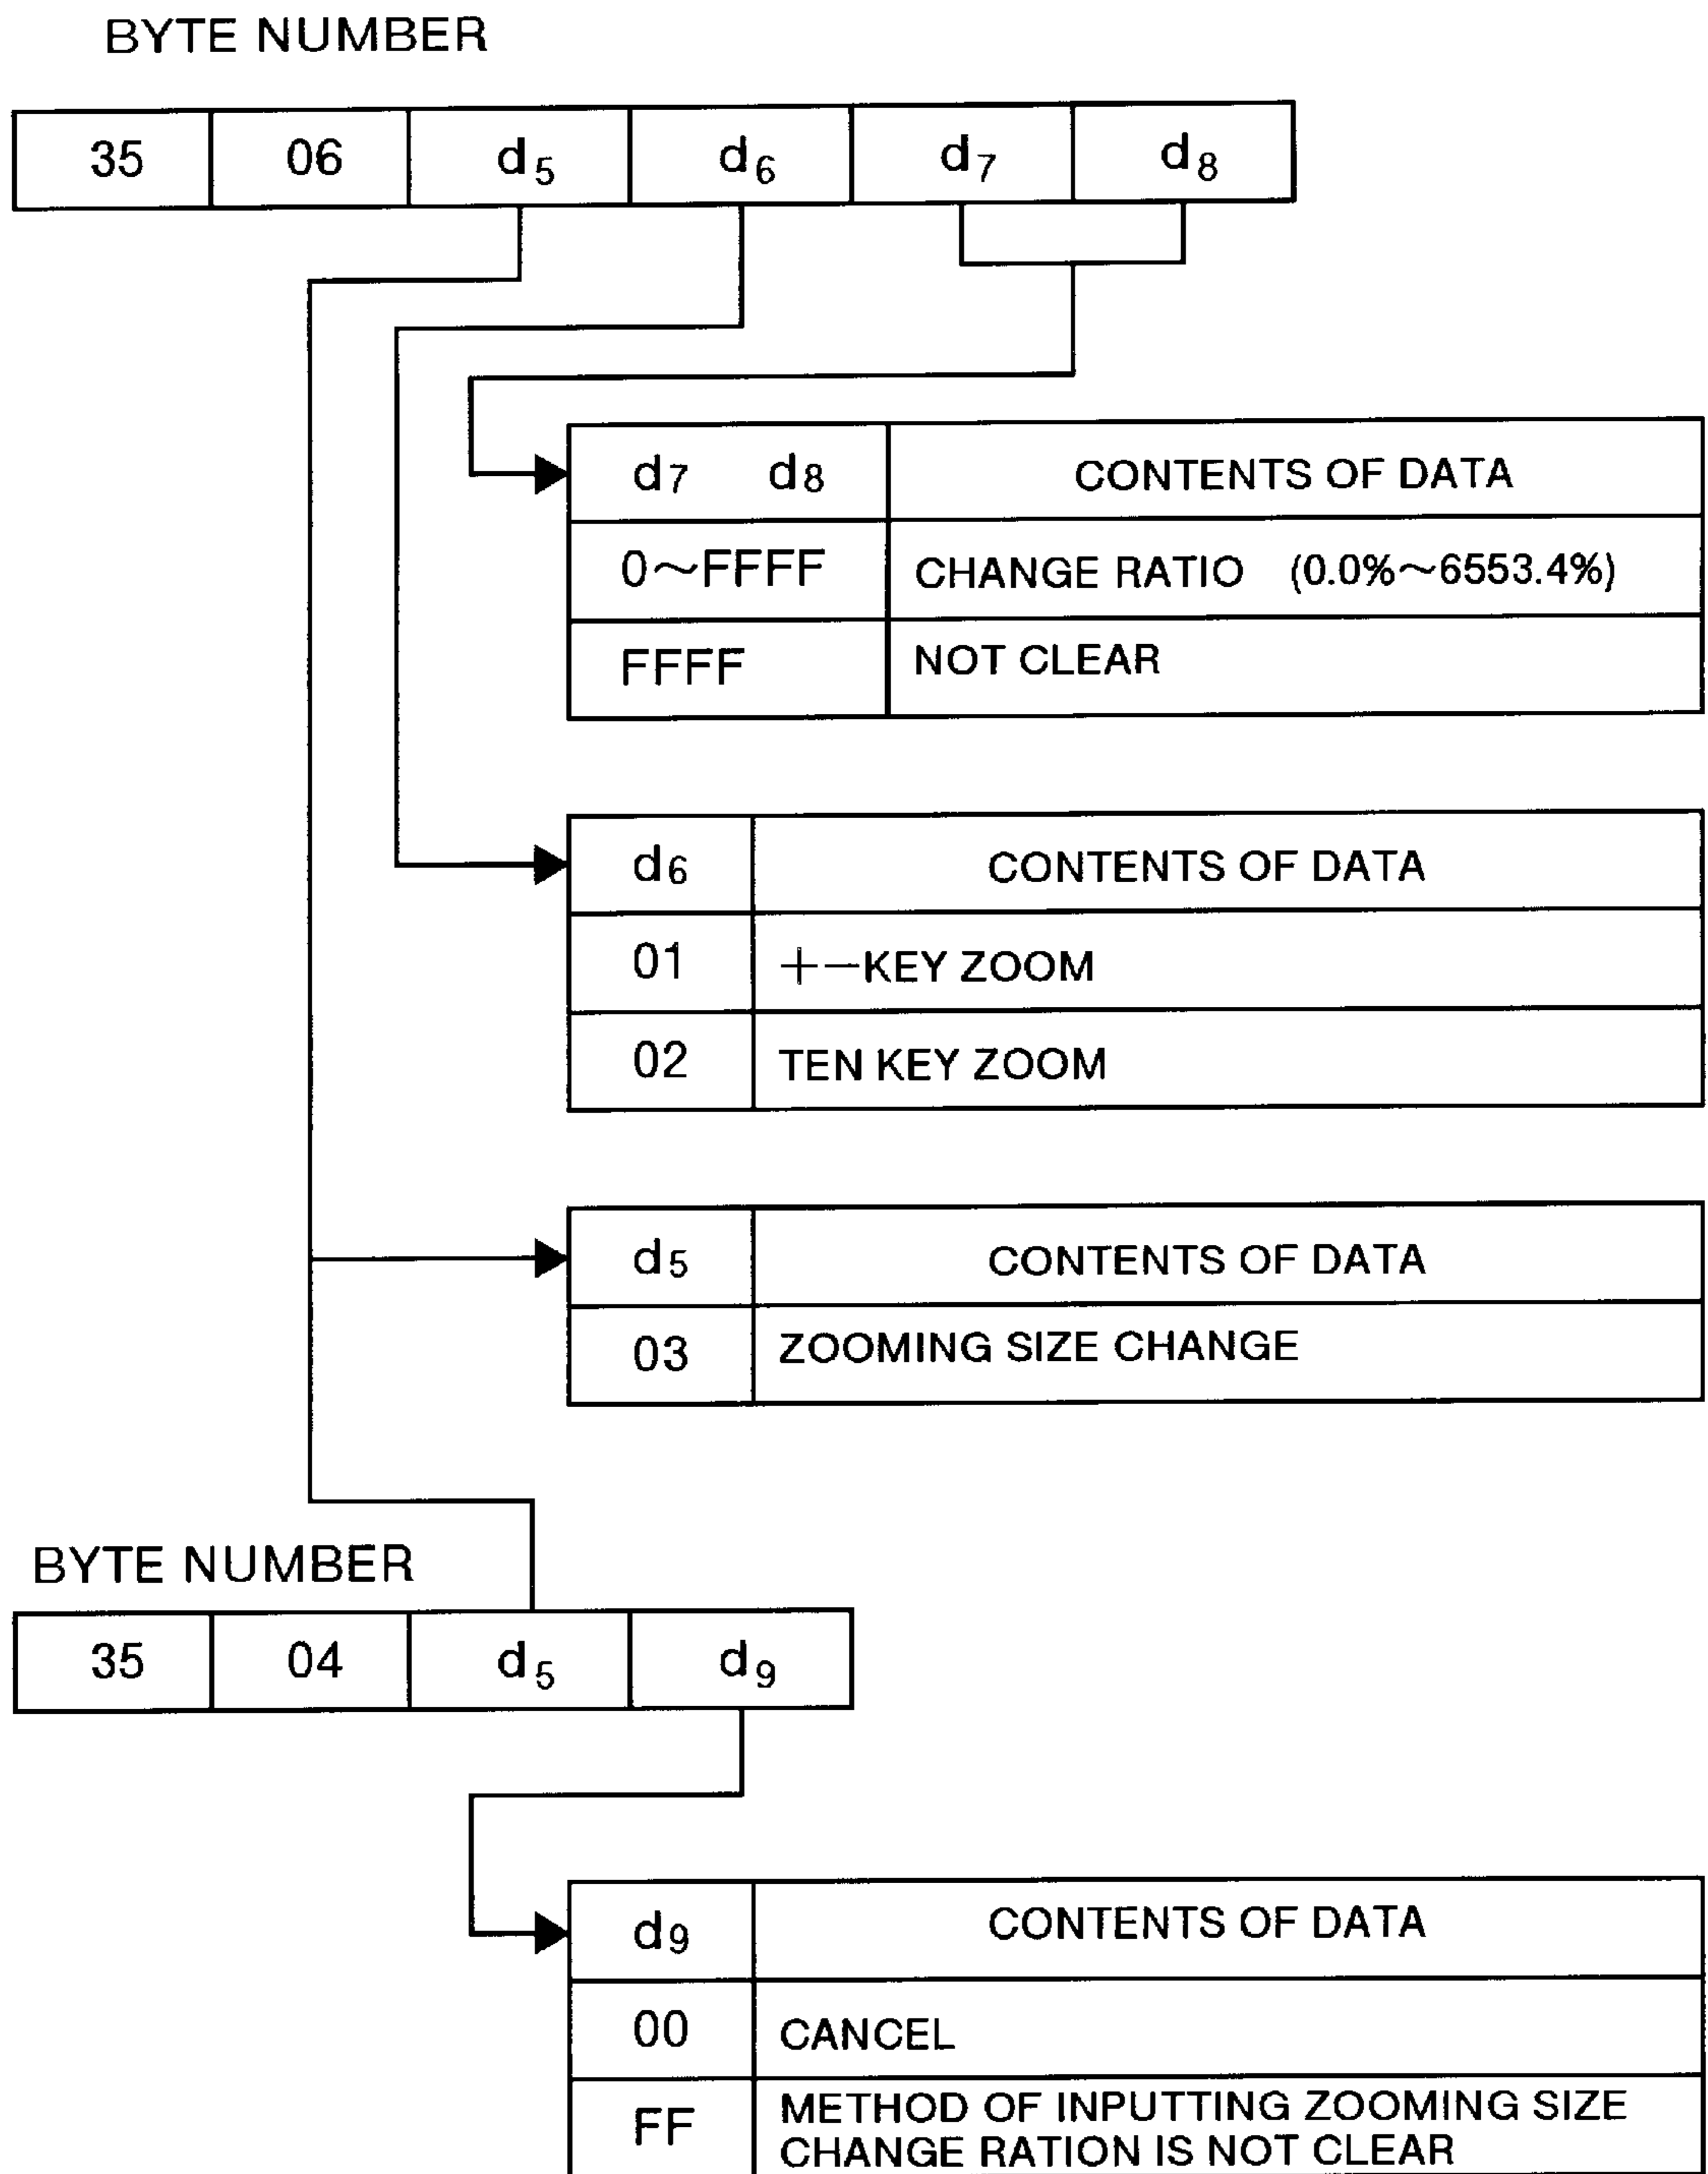 BYTE NUMBER
35 06 d5 d6 d7 d8
d7 d8 CONTENTS OF DATA
0～FFFF CHANGE RATIO (0.0%～6553.4%)
FFFF NOT CLEAR
d6 CONTENTS OF DATA
01 +−KEY ZOOM
02 TEN KEY ZOOM
d5 CONTENTS OF DATA
03 ZOOMING SIZE CHANGE
BYTE NUMBER
35 04 d5 d9
d9 CONTENTS OF DATA
00 CANCEL
FF METHOD OF INPUTTING ZOOMING SIZE
CHANGE RATION IS NOT CLEAR